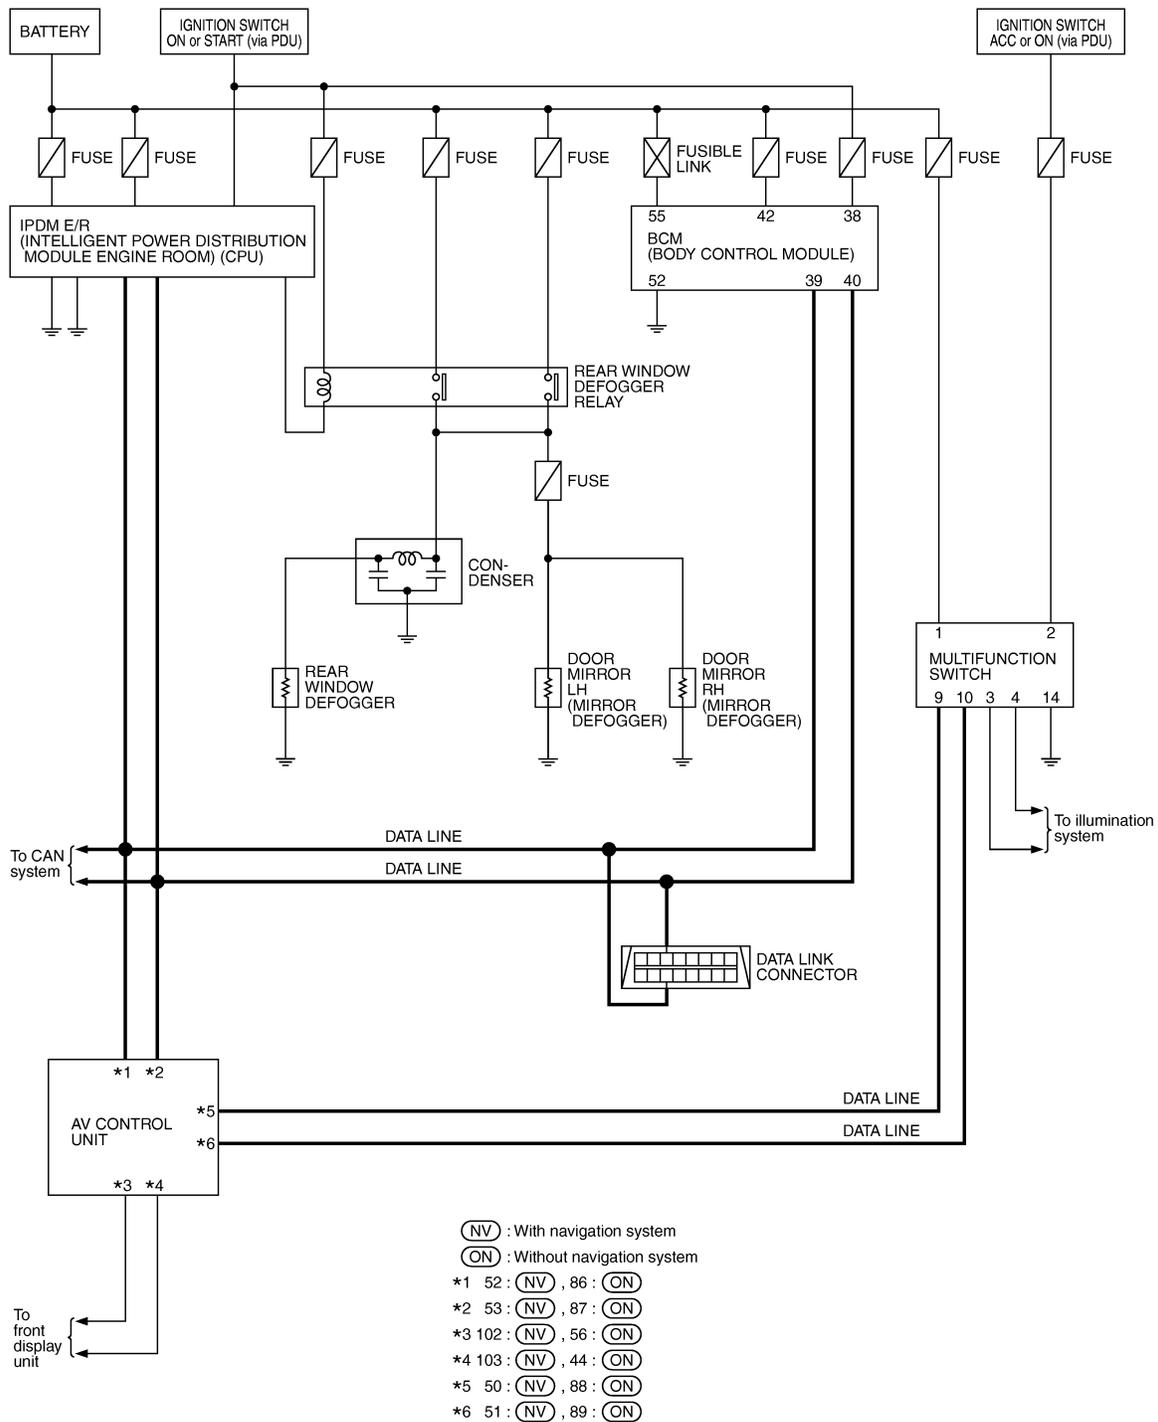 BATTERY
IGNITION SWITCH
ON or START (via PDU)
IGNITION SWITCH
ACC or ON (via PDU)
FUSE
FUSE
FUSE
FUSE
FUSE
FUSIBLE
LINK
FUSE
FUSE
FUSE
FUSE
IPDM E/R
(INTELLIGENT POWER DISTRIBUTION
MODULE ENGINE ROOM) (CPU)
55 42 38
BCM
(BODY CONTROL MODULE)
52 39 40
REAR WINDOW
DEFOGGER
RELAY
FUSE
CON-
DENSER
REAR
WINDOW
DEFOGGER
DOOR
MIRROR
LH
(MIRROR
DEFOGGER)
DOOR
MIRROR
RH
(MIRROR
DEFOGGER)
1 2
MULTIFUNCTION
SWITCH
9 10 3 4 14
To illumination
system
DATA LINE
DATA LINE
To CAN
system
DATA LINK
CONNECTOR
*1 *2
*5
AV CONTROL
UNIT
*6
*3 *4
DATA LINE
DATA LINE
To
front
display
unit
NV : With navigation system
ON : Without navigation system
*1 52 : NV , 86 : ON
*2 53 : NV , 87 : ON
*3 102 : NV , 56 : ON
*4 103 : NV , 44 : ON
*5 50 : NV , 88 : ON
*6 51 : NV , 89 : ON